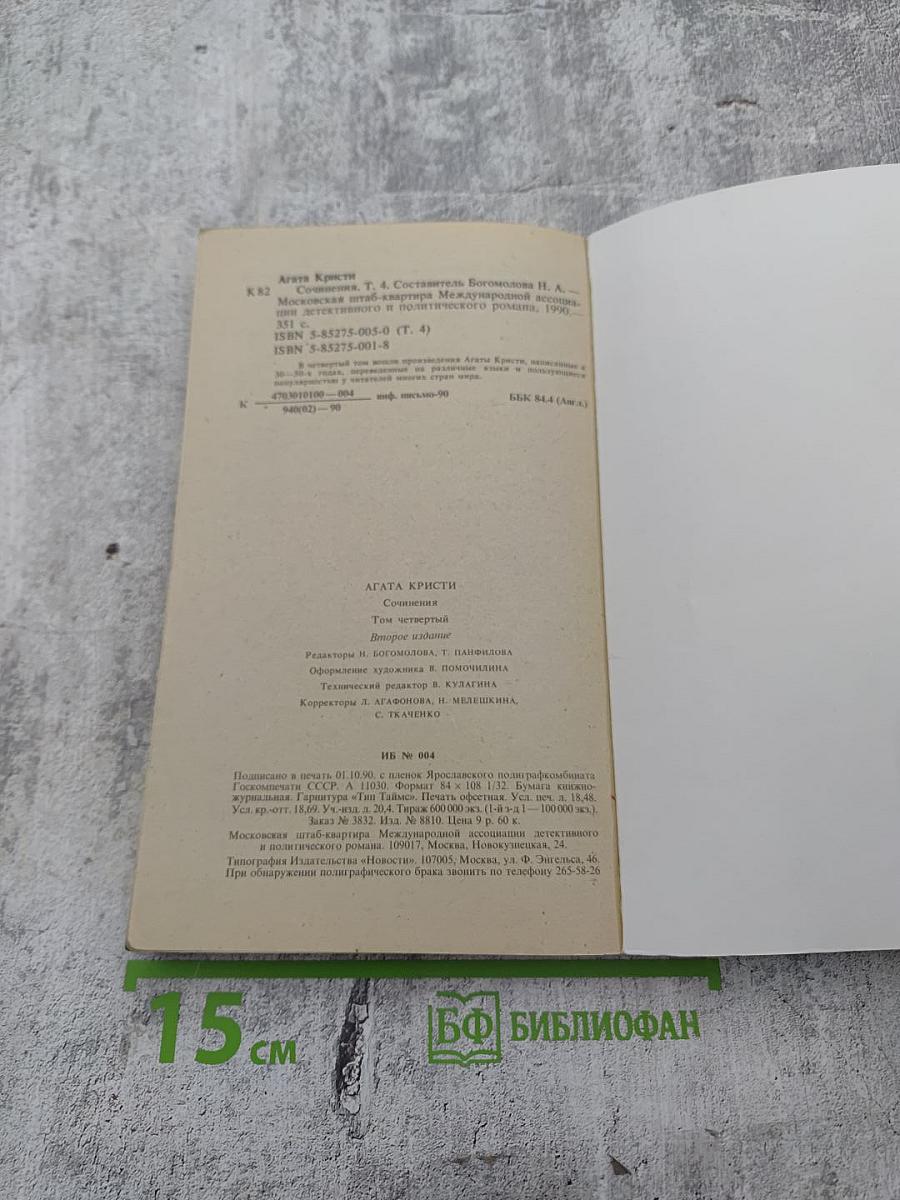 Агата Кристи
К 82 Сочинения. Т. 4. Составитель Богомолова Н. А. —
Московская штаб-квартира Международной ассоциа-
ции детективного и политического романа, 1990.—
351 с.
ISBN 5-85275-005-0 (Т. 4)
ISBN 5-85275-001-8
В четвертый том вошли произведения Агаты Кристи, написанные в
30—50-х годах, переведенные на различные языки и пользующиеся
популярностью у читателей многих стран мира.
К 4703010100—004 инф. письмо-90 ББК 84.4 (Англ.)
940(02)—90
АГАТА КРИСТИ
Сочинения
Том четвертый
Второе издание
Редакторы Н. БОГОМОЛОВА, Т. ПАНФИЛОВА
Оформление художника В. ПОМОЧИЛИНА
Технический редактор В. КУЛАГИНА
Корректоры Л. АГАФОНОВА, Н. МЕЛЕШКИНА,
С. ТКАЧЕНКО
ИБ № 004
Подписано в печать 01.10.90. с пленок Ярославского полиграфкомбината
Госкомпечати СССР. А 11030. Формат 84 × 108 1/32. Бумага книжно-
журнальная. Гарнитура «Тип Таймс». Печать офсетная. Усл. печ. л. 18,48.
Усл. кр.-отт. 18,69. Уч.-изд. л. 20,4. Тираж 600 000 экз. (1-й з-д 1—100 000 экз.).
Заказ № 3832. Изд. № 8810. Цена 9 р. 60 к.
Московская штаб-квартира Международной ассоциации детективного
и политического романа. 109017, Москва, Новокузнецкая, 24.
Типография Издательства «Новости». 107005, Москва, ул. Ф. Энгельса, 46.
При обнаружении полиграфического брака звонить по телефону 265-58-26
15 см
БФ БИБЛИОФАН